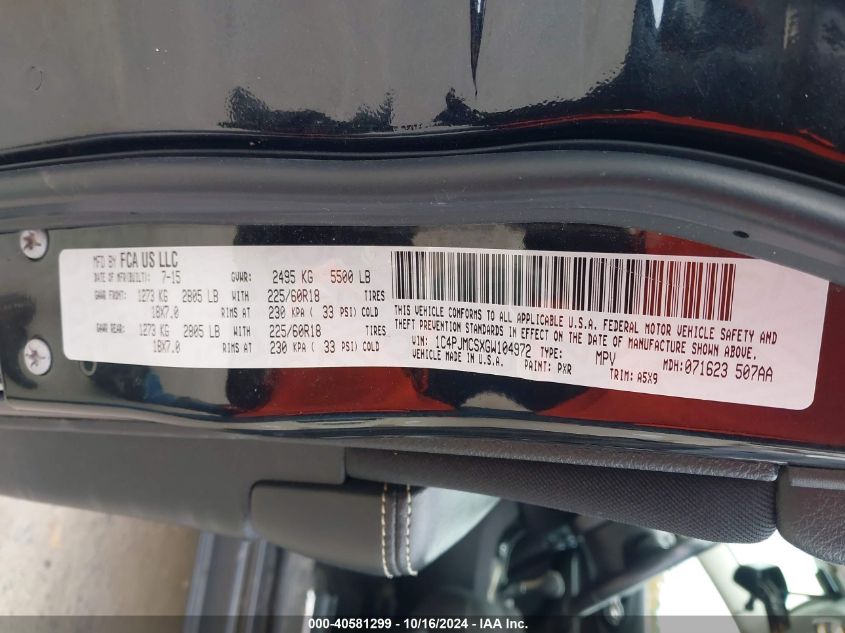 MFD BY FCA US LLC
DATE OF MFR(BUILT): 7-15 GVWR: 2495 KG 5500 LB
GAWR FRONT: 1273 KG 2805 LB WITH 225/60R18 TIRES
18X7.0 RIMS AT 230 KPA ( 33 PSI) COLD
GAWR REAR: 1273 KG 2805 LB WITH 225/60R18 TIRES
18X7.0 RIMS AT 230 KPA ( 33 PSI) COLD
THIS VEHICLE CONFORMS TO ALL APPLICABLE U.S.A. FEDERAL MOTOR VEHICLE SAFETY AND
THEFT PREVENTION STANDARDS IN EFFECT ON THE DATE OF MANUFACTURE SHOWN ABOVE.
VIN: 1C4PJMCSXGW104972 TYPE: MPV MDH: 071623 507AA
VEHICLE MADE IN U.S.A. PAINT: PXR TRIM: A5X9
000-40581299 / 10/16/2024 - IAA Inc.